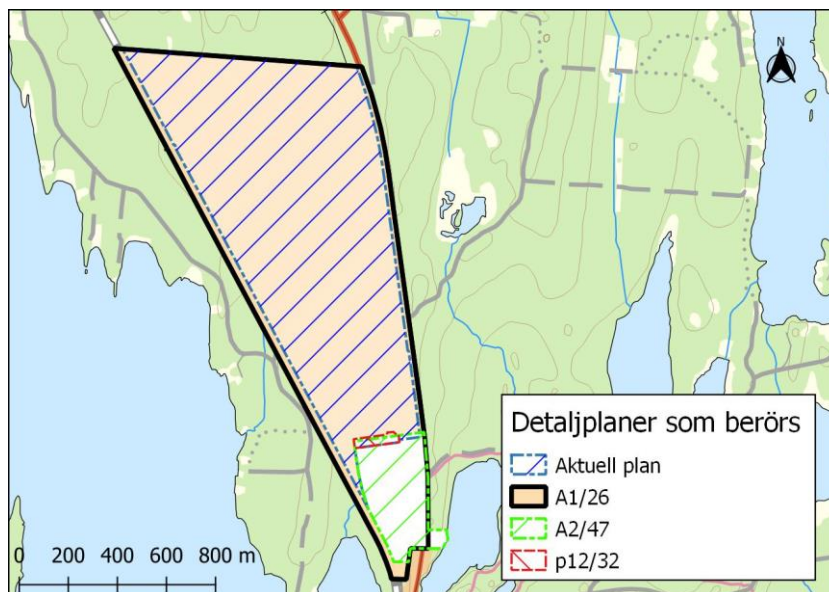 N
Detaljplaner som berörs
Aktuell plan
A1/26
A2/47
p12/32
0 200 400 600 800 m